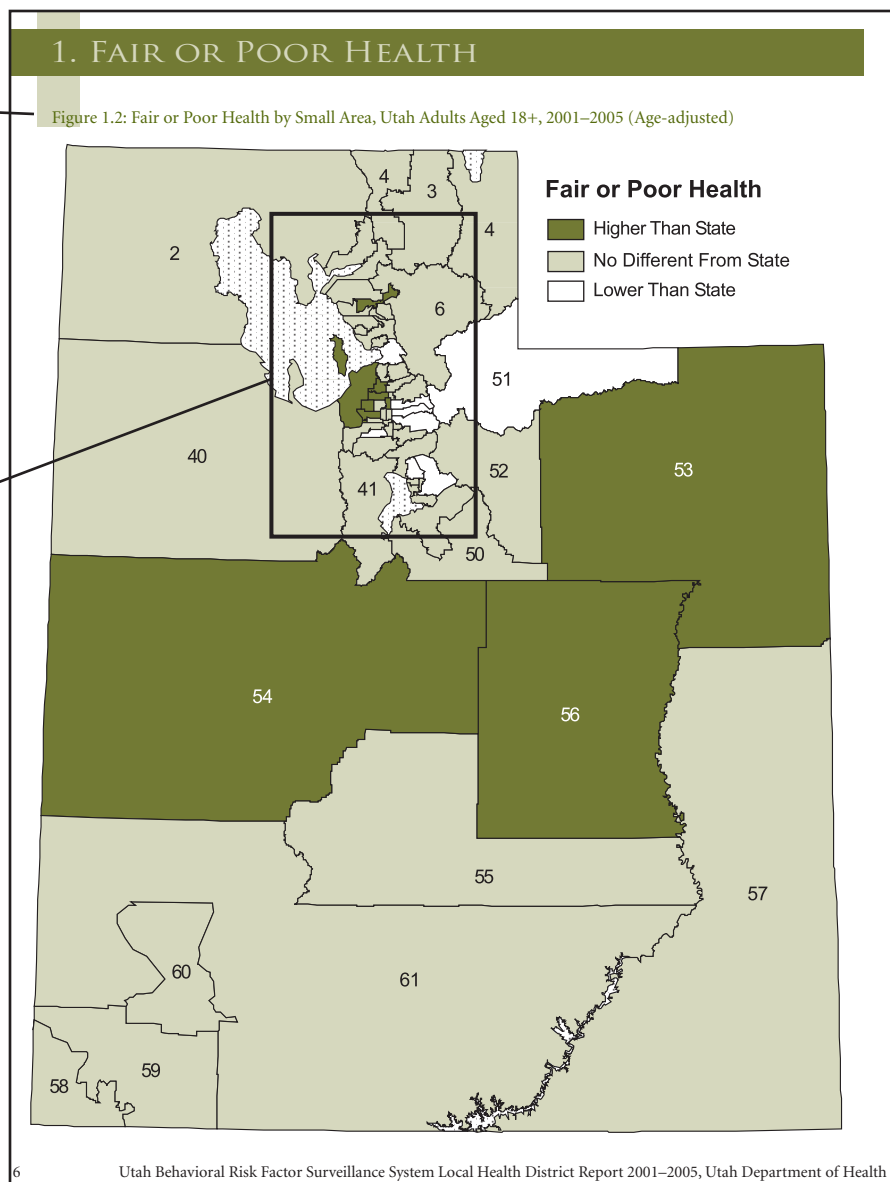 1. Fair or Poor Health
Figure 1.2: Fair or Poor Health by Small Area, Utah Adults Aged 18+, 2001–2005 (Age-adjusted)
Fair or Poor Health
Higher Than State
No Different From State
Lower Than State
4
3
4
2
6
51
40
52
53
41
50
54
56
55
57
60
61
59
58
6
Utah Behavioral Risk Factor Surveillance System Local Health District Report 2001–2005, Utah Department of Health